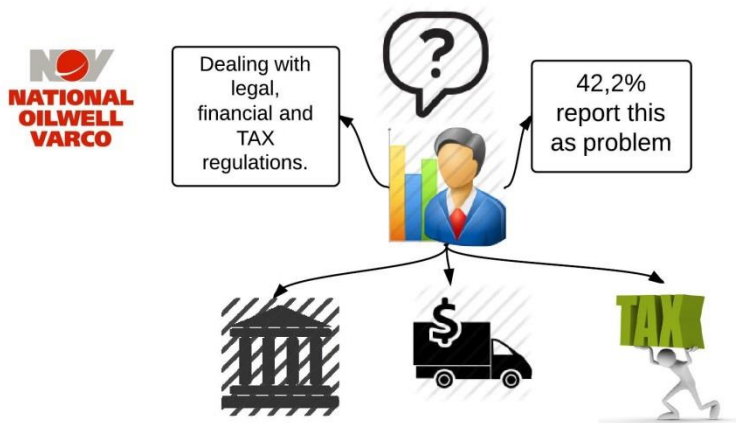 NOV
NATIONAL
OILWELL
VARCO
Dealing with
legal,
financial and
TAX
regulations.
?
42,2%
report this
as problem
$
TAX